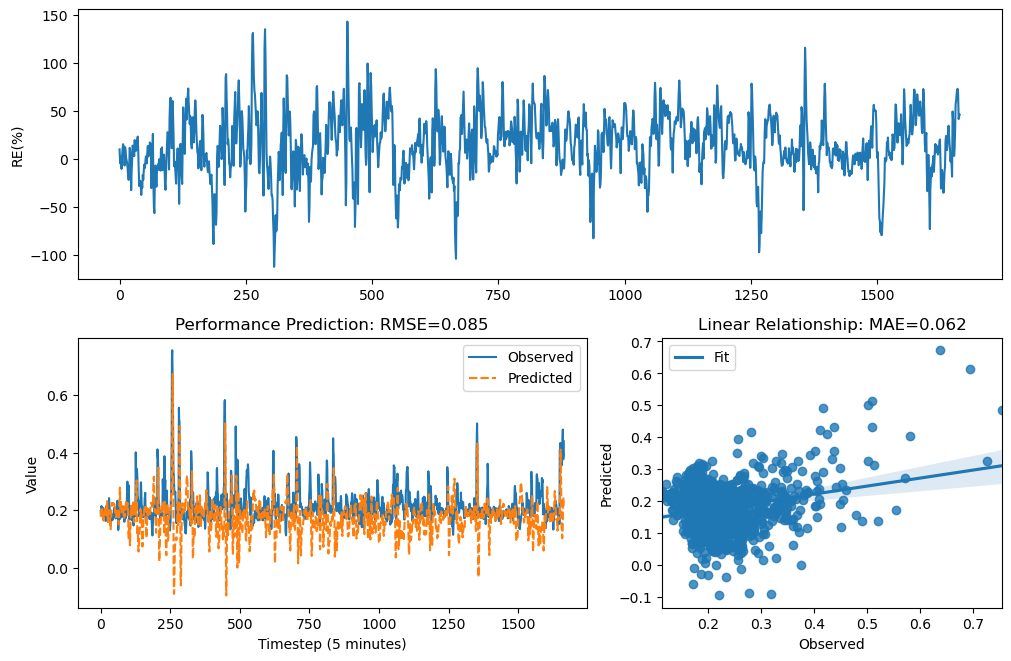 RE(%)
150
100
50
0
−50
−100
0 250 500 750 1000 1250 1500
Performance Prediction: RMSE=0.085
Value
0.6
0.4
0.2
0.0
Observed
Predicted
0 250 500 750 1000 1250 1500
Timestep (5 minutes)
Linear Relationship: MAE=0.062
Predicted
0.7
0.6
0.5
0.4
0.3
0.2
0.1
0.0
−0.1
Fit
0.2 0.3 0.4 0.5 0.6 0.7
Observed